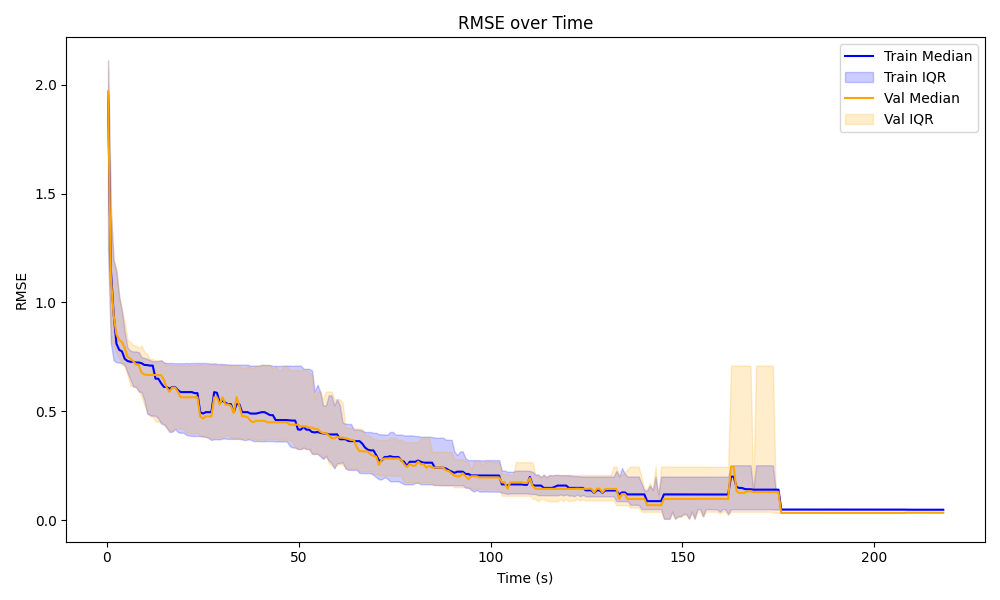 RMSE over Time
Train Median
Train IQR
Val Median
Val IQR
RMSE
2.0
1.5
1.0
0.5
0.0
0
50
100
150
200
Time (s)